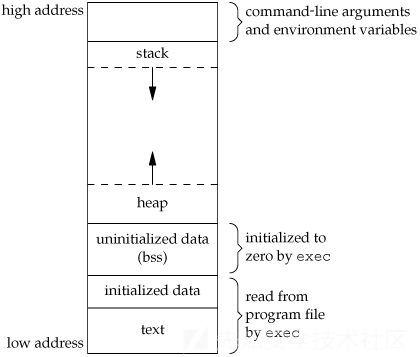 high address
command-line arguments
and environment variables
stack
heap
uninitialized data
(bss)
initialized to
zero by exec
initialized data
read from
program file
by exec
text
low address